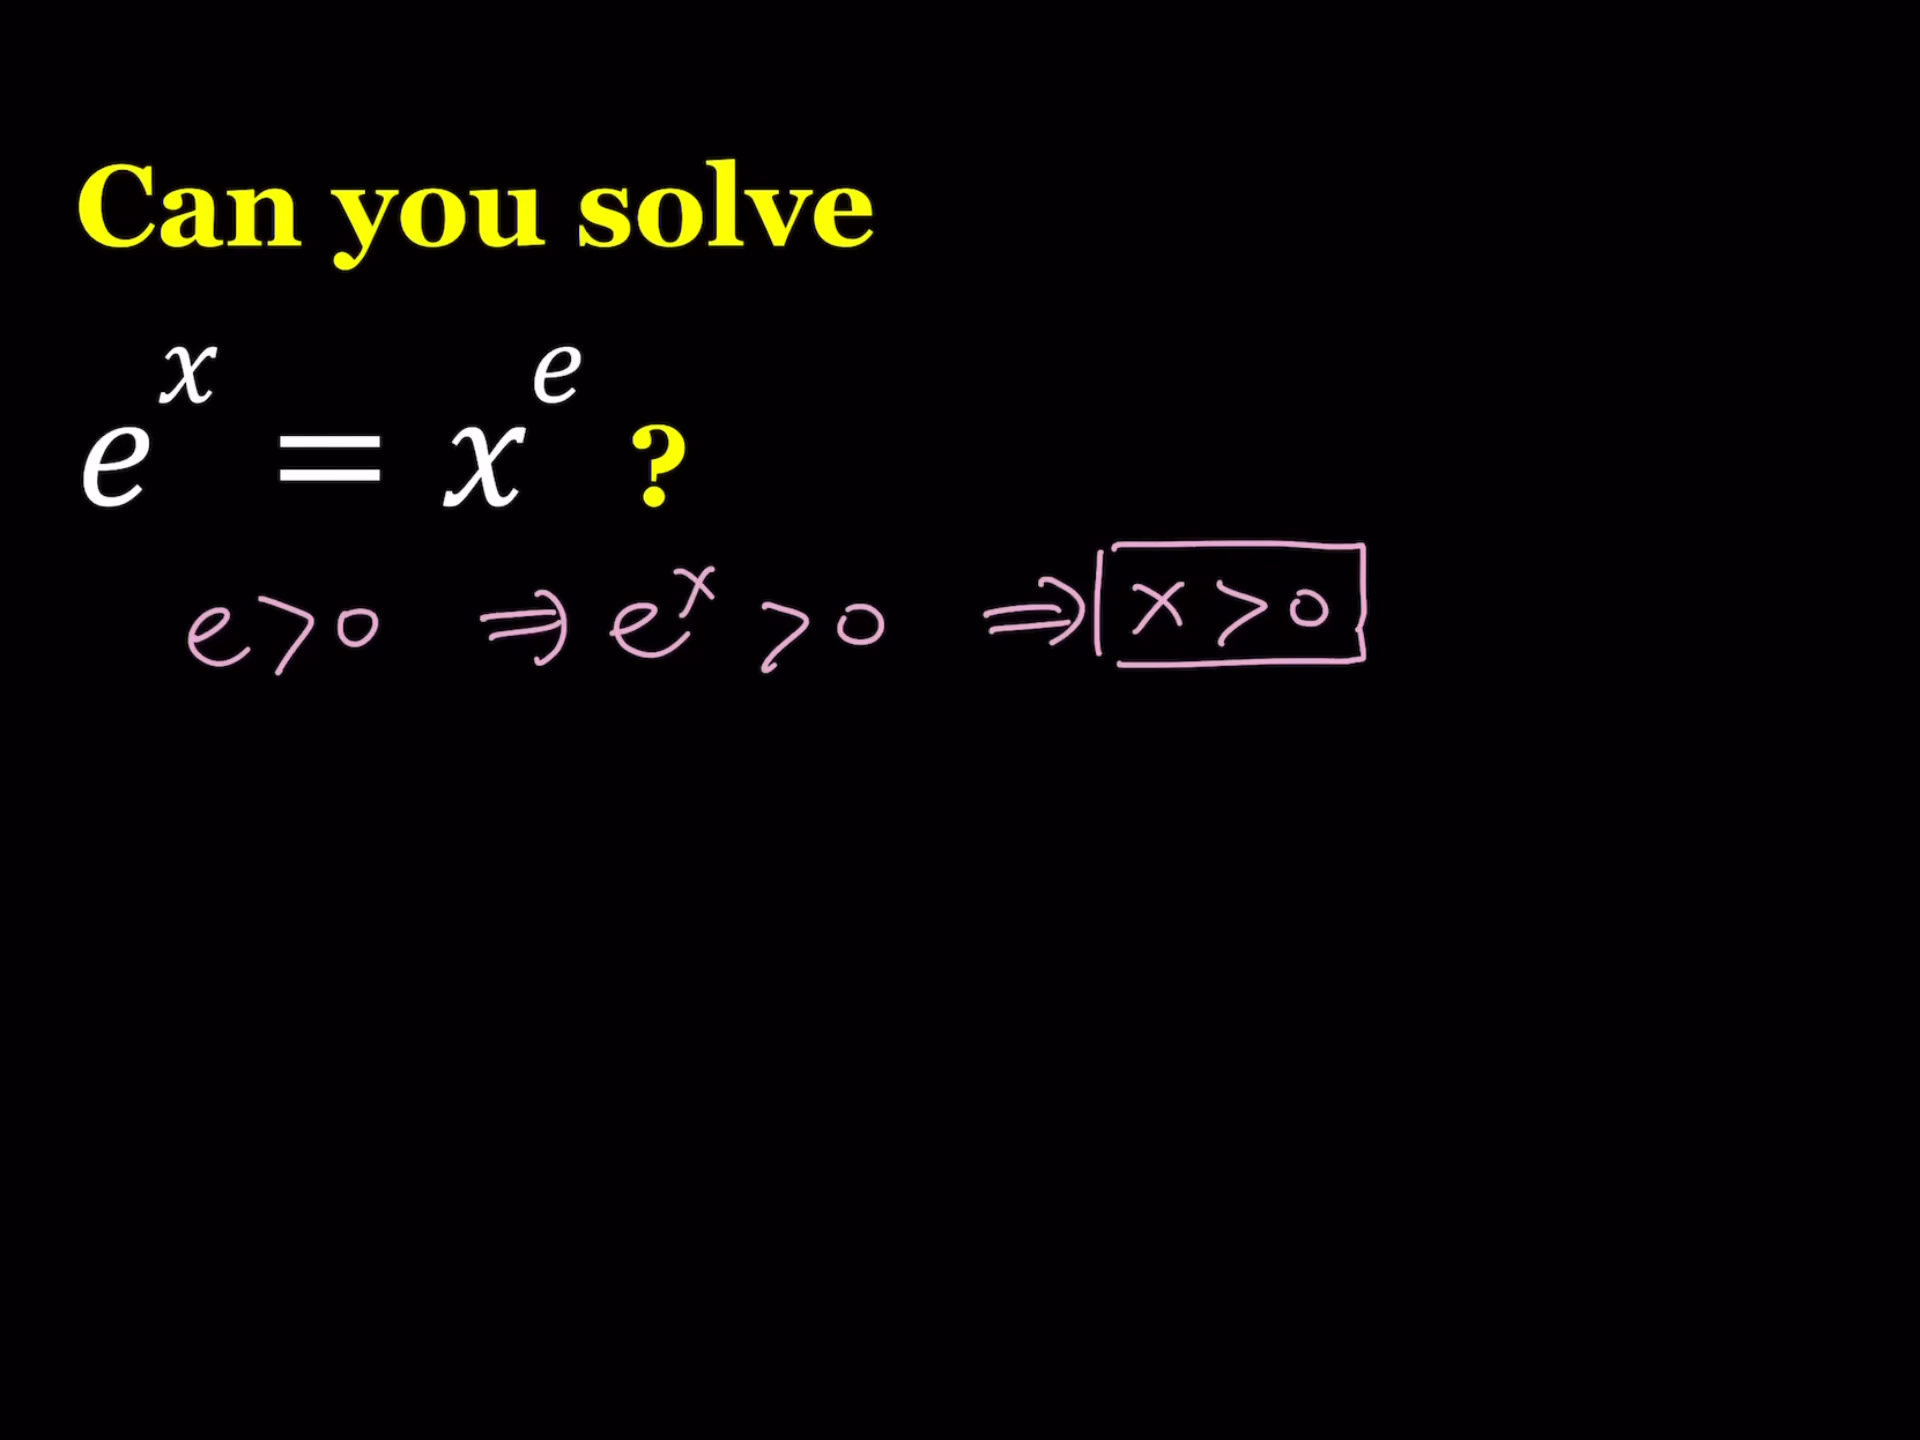 Can you solve
e^x = x^e ?
e>0 ⇒ e^x >0 ⇒ x>0